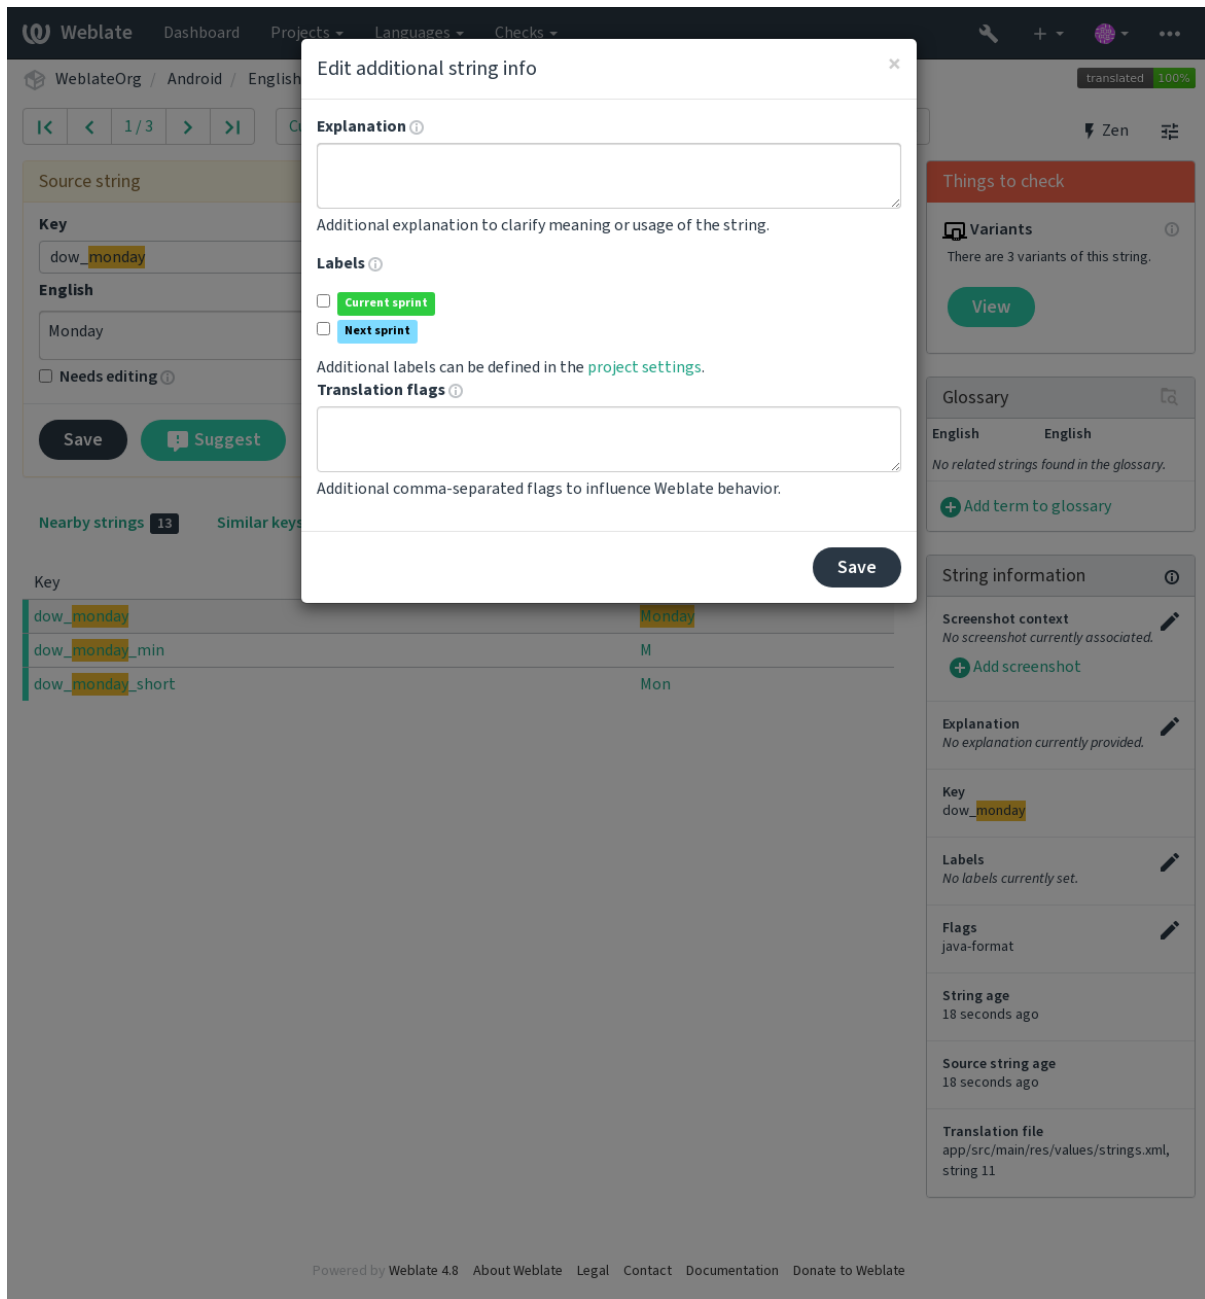 Weblate Dashboard Projects Languages Checks
WeblateOrg / Android / English
translated 100%
1 / 3
Zen
Edit additional string info
×
Explanation
Additional explanation to clarify meaning or usage of the string.
Labels
Current sprint
Next sprint
Additional labels can be defined in the project settings.
Translation flags
Additional comma-separated flags to influence Weblate behavior.
Save
Source string
Key
dow_monday
English
Monday
Needs editing
Save Suggest
Nearby strings 13 Similar keys
Key
dow_monday Monday
dow_monday_min M
dow_monday_short Mon
Things to check
Variants
There are 3 variants of this string.
View
Glossary
English English
No related strings found in the glossary.
Add term to glossary
String information
Screenshot context
No screenshot currently associated.
Add screenshot
Explanation
No explanation currently provided.
Key
dow_monday
Labels
No labels currently set.
Flags
java-format
String age
18 seconds ago
Source string age
18 seconds ago
Translation file
app/src/main/res/values/strings.xml,
string 11
Powered by Weblate 4.8 About Weblate Legal Contact Documentation Donate to Weblate